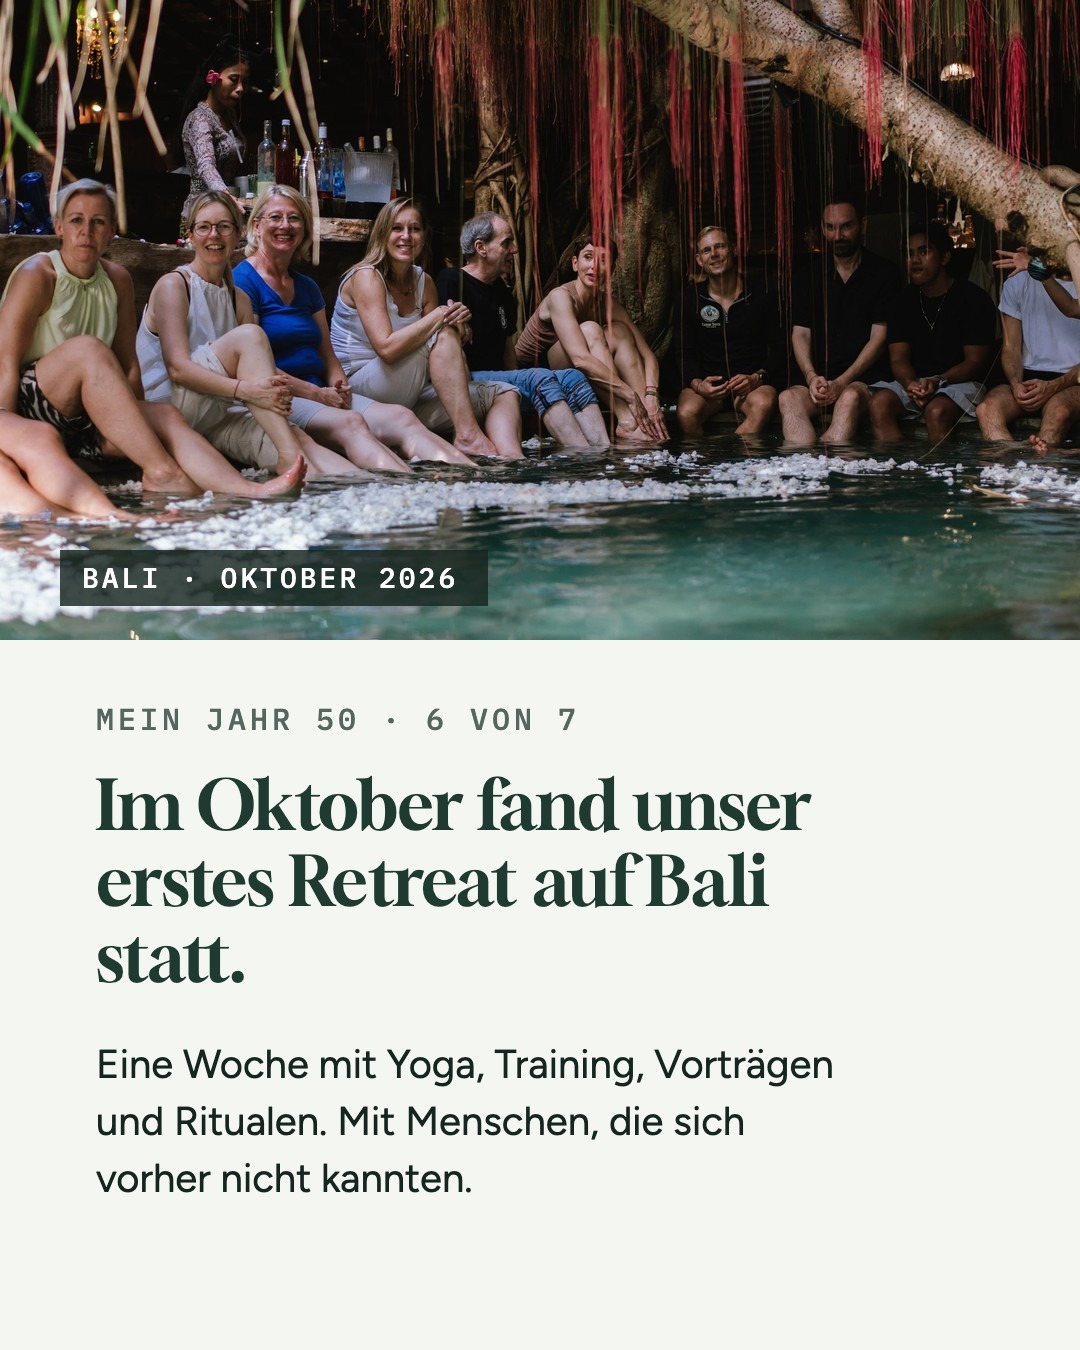 BALI · OKTOBER 2026
MEIN JAHR 50 · 6 VON 7
Im Oktober fand unser
erstes Retreat auf Bali
statt.
Eine Woche mit Yoga, Training, Vorträgen
und Ritualen. Mit Menschen, die sich
vorher nicht kannten.